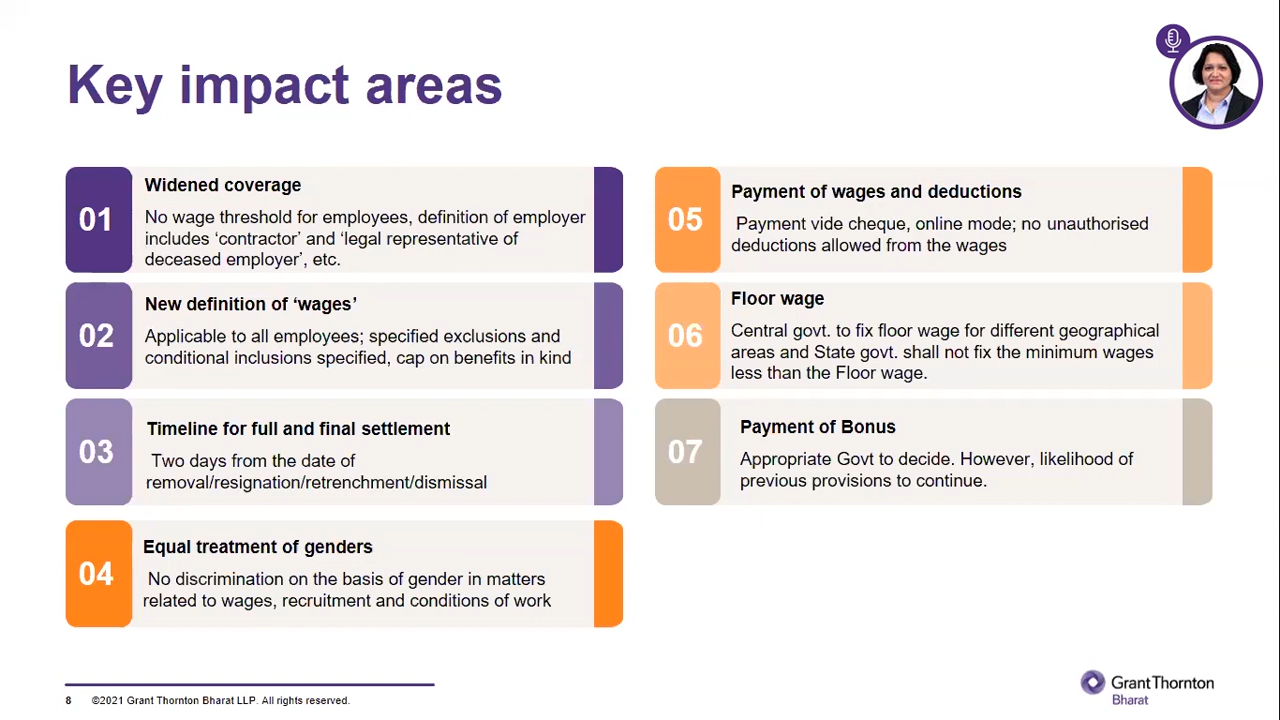 Key impact areas
01
Widened coverage
No wage threshold for employees, definition of employer
includes ‘contractor’ and ‘legal representative of
deceased employer’, etc.
02
New definition of ‘wages’
Applicable to all employees; specified exclusions and
conditional inclusions specified, cap on benefits in kind
03
Timeline for full and final settlement
Two days from the date of
removal/resignation/retrenchment/dismissal
04
Equal treatment of genders
No discrimination on the basis of gender in matters
related to wages, recruitment and conditions of work
05
Payment of wages and deductions
Payment vide cheque, online mode; no unauthorised
deductions allowed from the wages
06
Floor wage
Central govt. to fix floor wage for different geographical
areas and State govt. shall not fix the minimum wages
less than the Floor wage.
07
Payment of Bonus
Appropriate Govt to decide. However, likelihood of
previous provisions to continue.
8 ©2021 Grant Thornton Bharat LLP. All rights reserved.
GrantThornton
Bharat